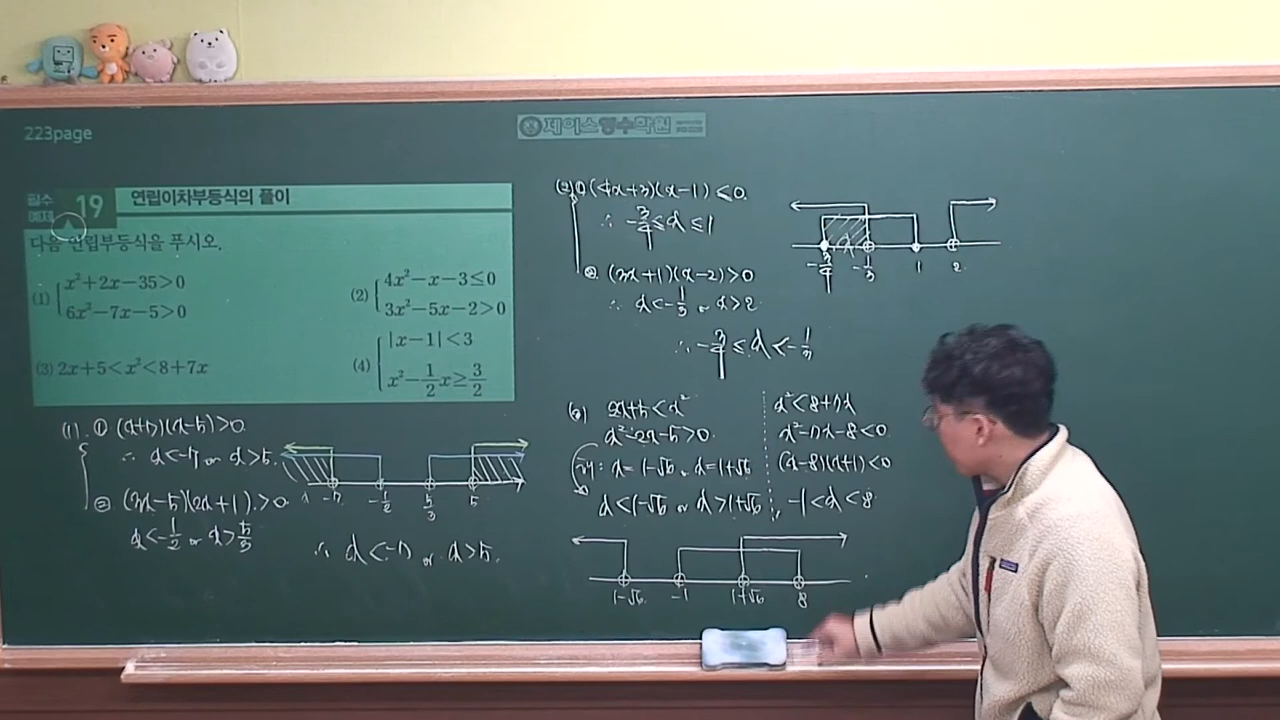 223page
제이스영수학원
필수 예제 19 연립이차부등식의 풀이
다음 연립부등식을 푸시오.
(1) { x²+2x−35>0
6x²−7x−5>0
(2) { 4x²−x−3≤0
3x²−5x−2>0
(3) 2x+5<x²<8+7x
(4) { |x−1|<3
x²−1/2x≥3/2
(1). ① (x+7)(x−5)>0.
∴ x<−7 or x>5.
② (3x−5)(2x+1)>0.
x<−1/2 or x>5/3
−7 −1/2 5/3 5
∴ x<−7 or x>5.
(2) ① (4x+3)(x−1)≤0.
∴ −3/4≤x≤1
② (3x+1)(x−2)>0
∴ x<−1/3 or x>2
−3/4 −1/3 1 2
∴ −3/4≤x<−1/3
(3) 2x+5<x²
x²−2x−5>0.
x=1−√6 or x=1+√6
x<1−√6 or x>1+√6
x²<8+7x
x²−7x−8<0
(x−8)(x+1)<0
−1<x<8
1−√6 −1 1+√6 8